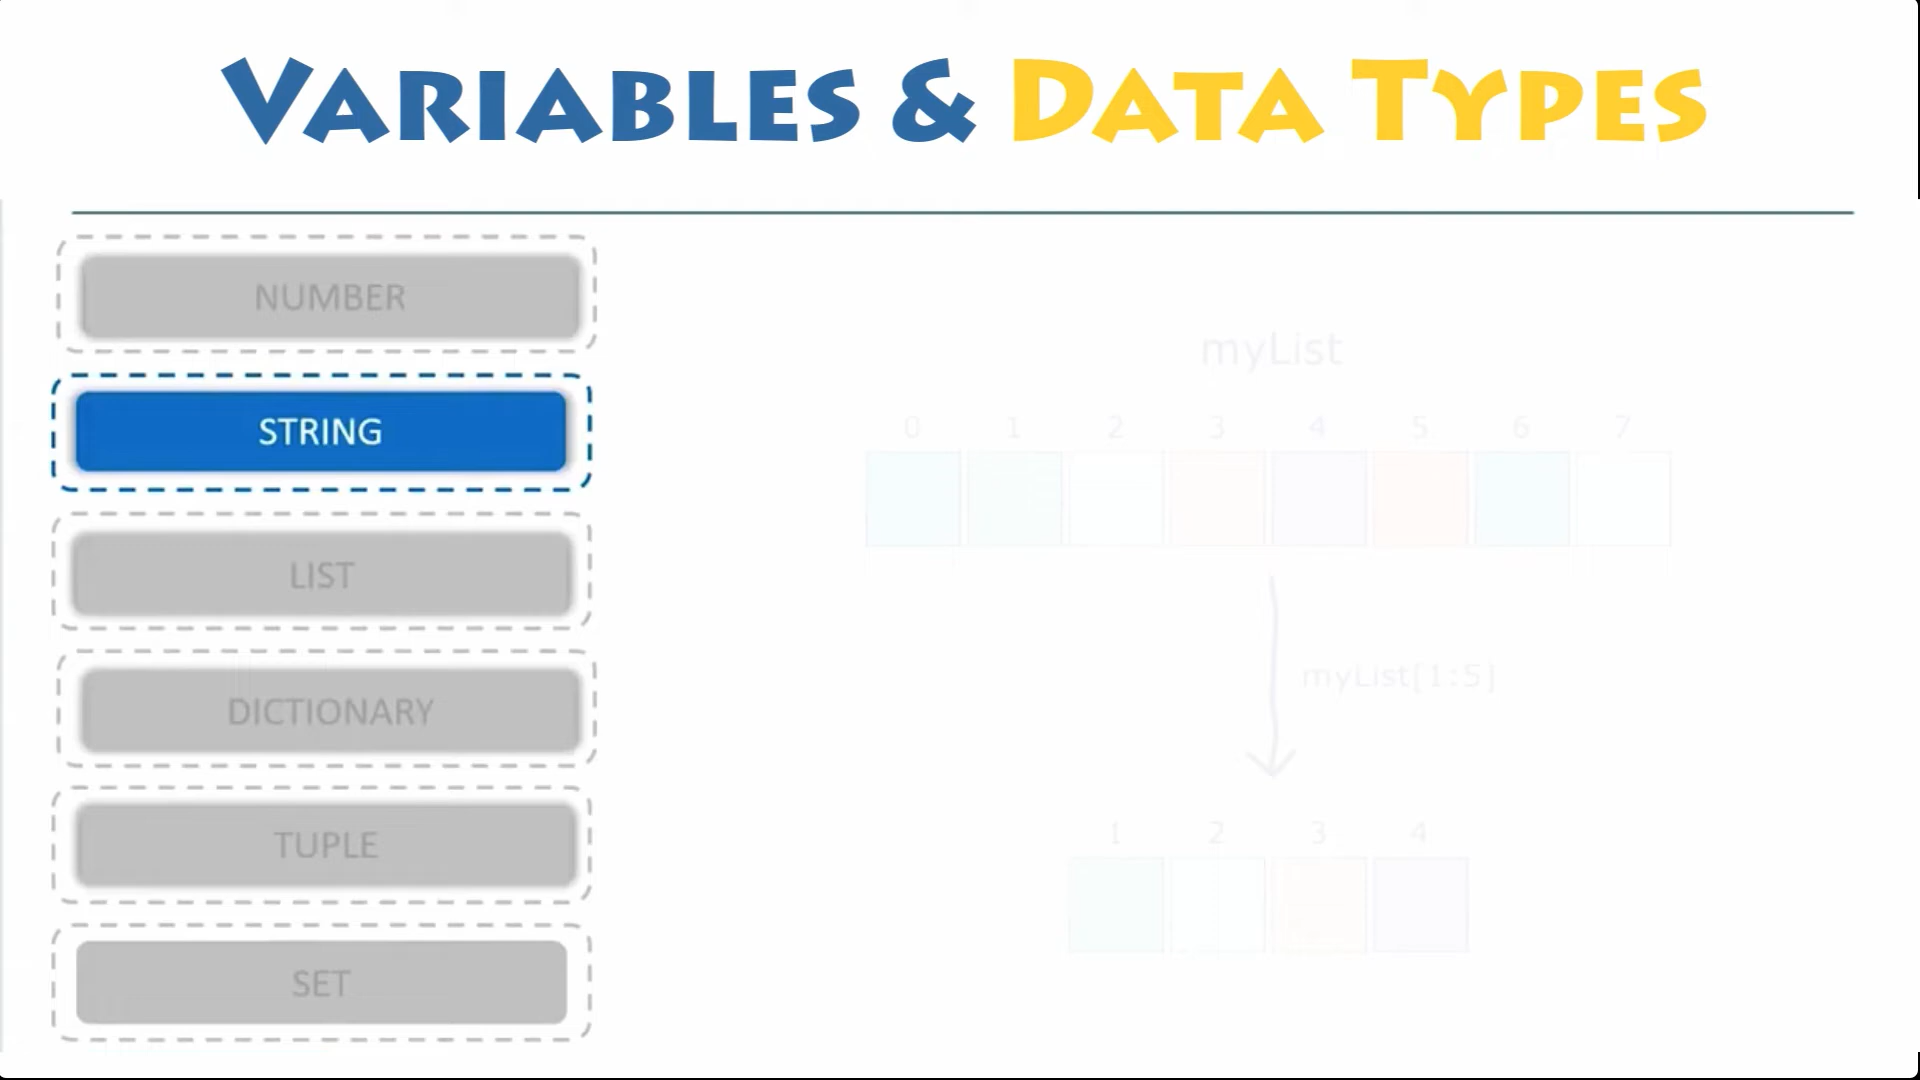 VARIABLES & DATA TYPES
NUMBER
STRING
LIST
DICTIONARY
TUPLE
SET
myList
0 1 2 3 4 5 6 7
myList[1:5]
1 2 3 4